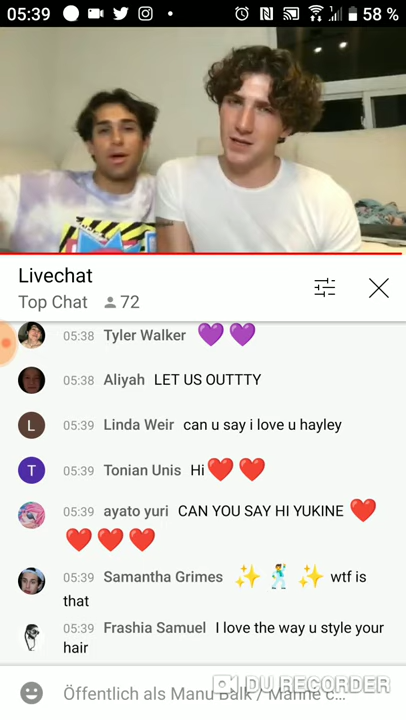 05:39
58 %
Livechat
Top Chat 72
05:38 Tyler Walker 💜 💜
05:38 Aliyah LET US OUTTTY
L 05:39 Linda Weir can u say i love u hayley
T 05:39 Tonian Unis Hi❤️ ❤️
05:39 ayato yuri CAN YOU SAY HI YUKINE ❤️
❤️ ❤️ ❤️
05:39 Samantha Grimes ✨ 🕺 ✨ wtf is
that
05:39 Frashia Samuel I love the way u style your
hair
Öffentlich als Manu Balk / Manne c...
DU RECORDER